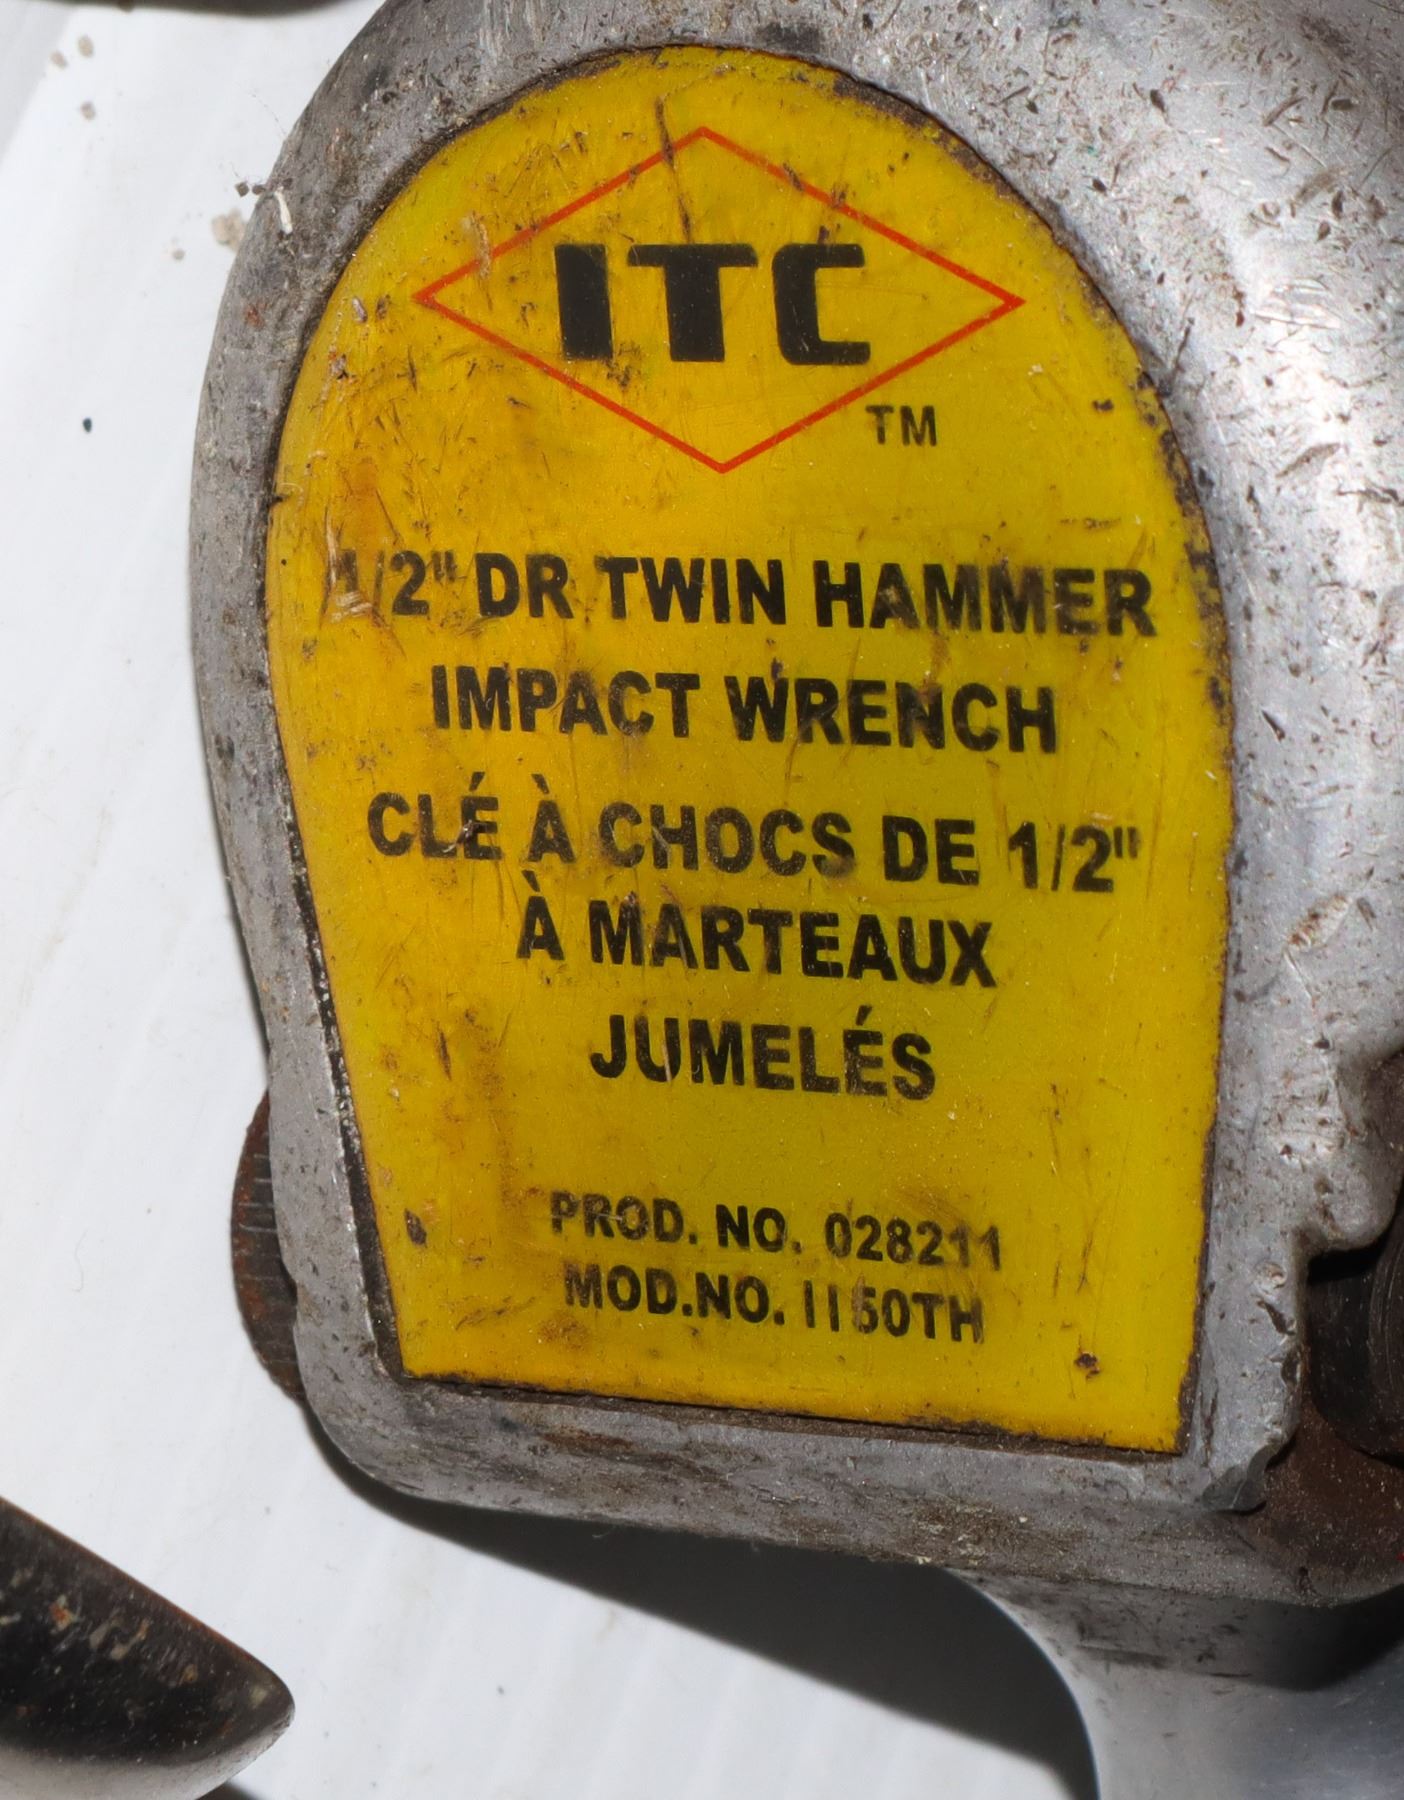 ITC
TM
1/2" DR TWIN HAMMER
IMPACT WRENCH
CLÉ À CHOCS DE 1/2"
À MARTEAUX
JUMELÉS
PROD. NO. 028211
MOD.NO. II50TH